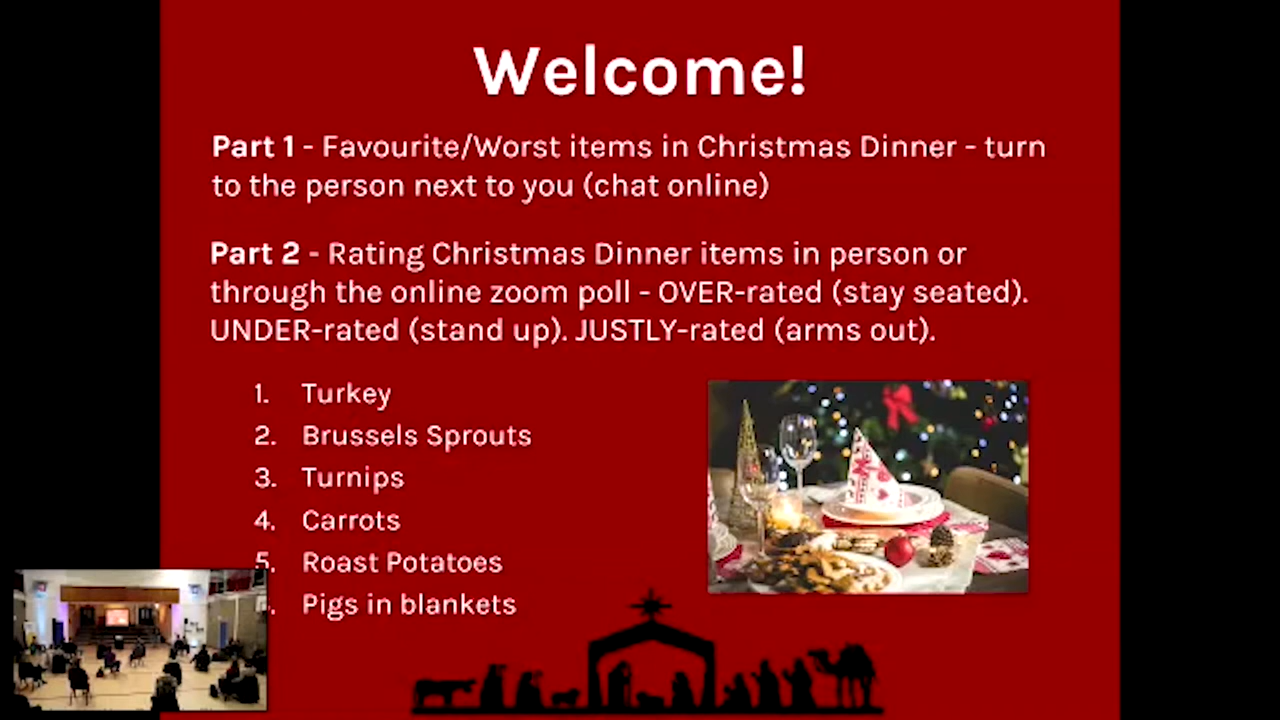 Welcome!
Part 1 - Favourite/Worst items in Christmas Dinner - turn
to the person next to you (chat online)
Part 2 - Rating Christmas Dinner items in person or
through the online zoom poll - OVER-rated (stay seated).
UNDER-rated (stand up). JUSTLY-rated (arms out).
1. Turkey
2. Brussels Sprouts
3. Turnips
4. Carrots
5. Roast Potatoes
Pigs in blankets